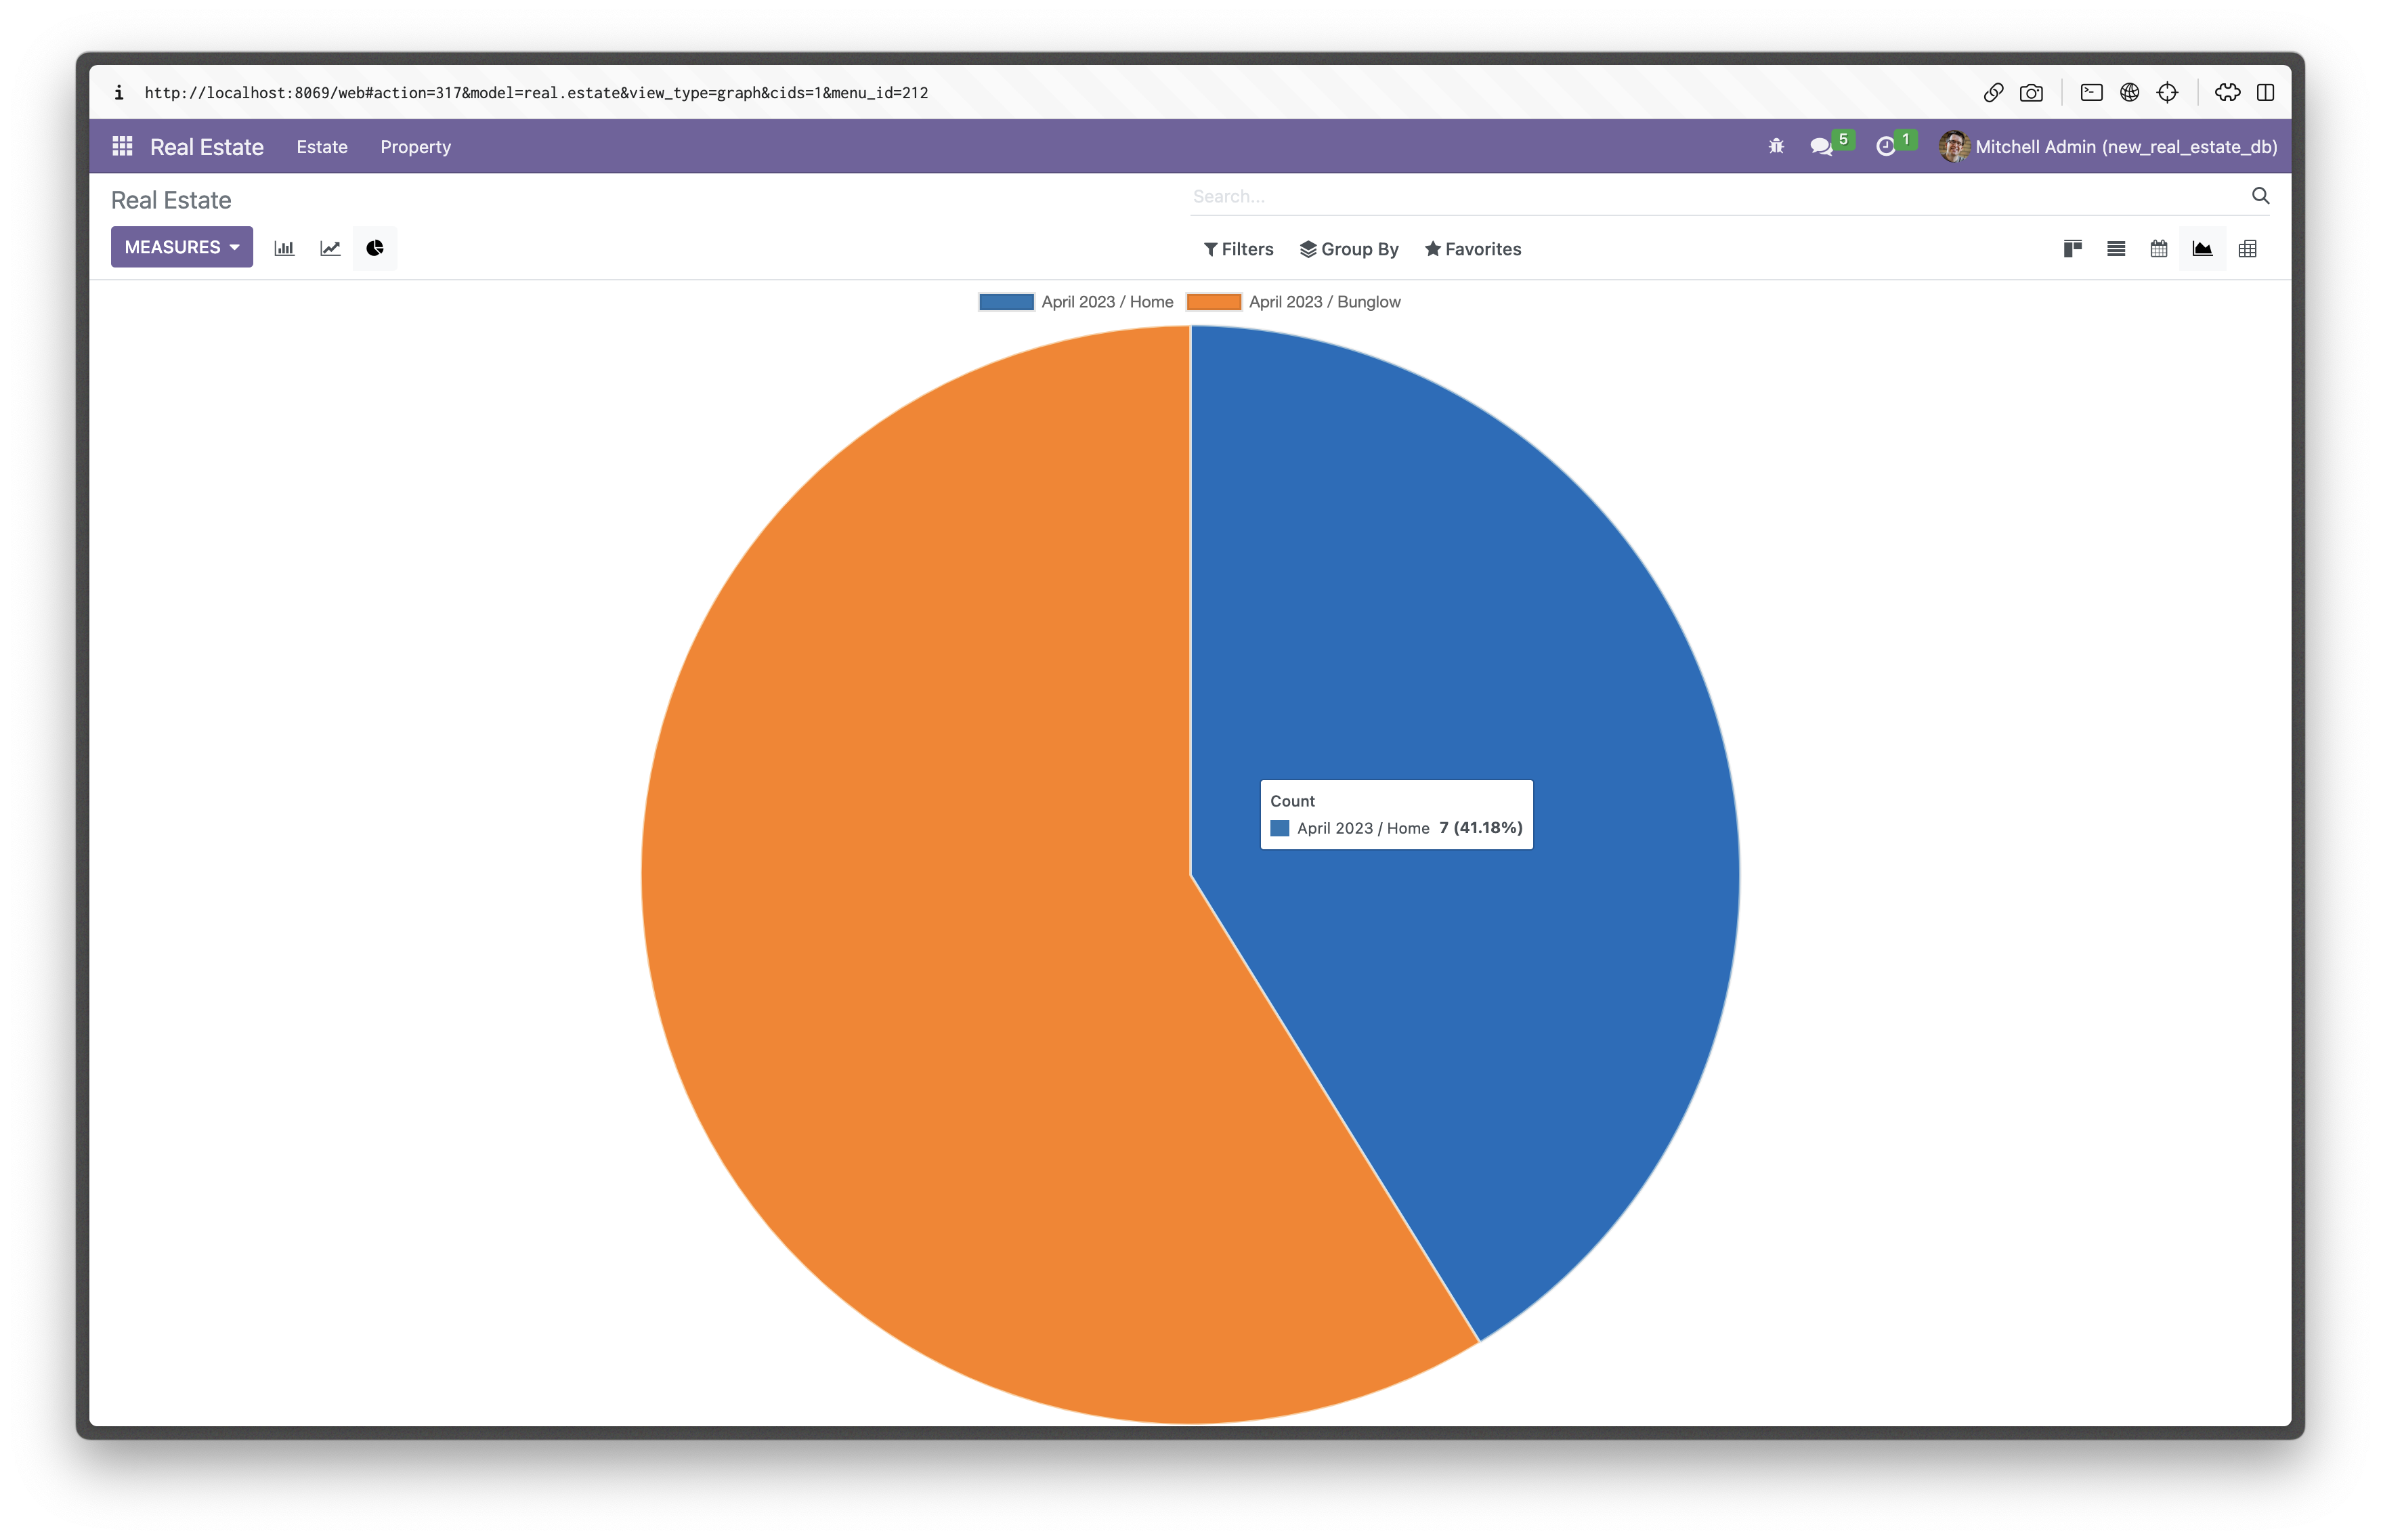 i http://localhost:8069/web#action=317&model=real.estate&view_type=graph&cids=1&menu_id=212
Real Estate Estate Property 5 1 Mitchell Admin (new_real_estate_db)
Real Estate Search...
MEASURES Filters Group By Favorites
April 2023 / Home April 2023 / Bunglow
Count
April 2023 / Home 7 (41.18%)